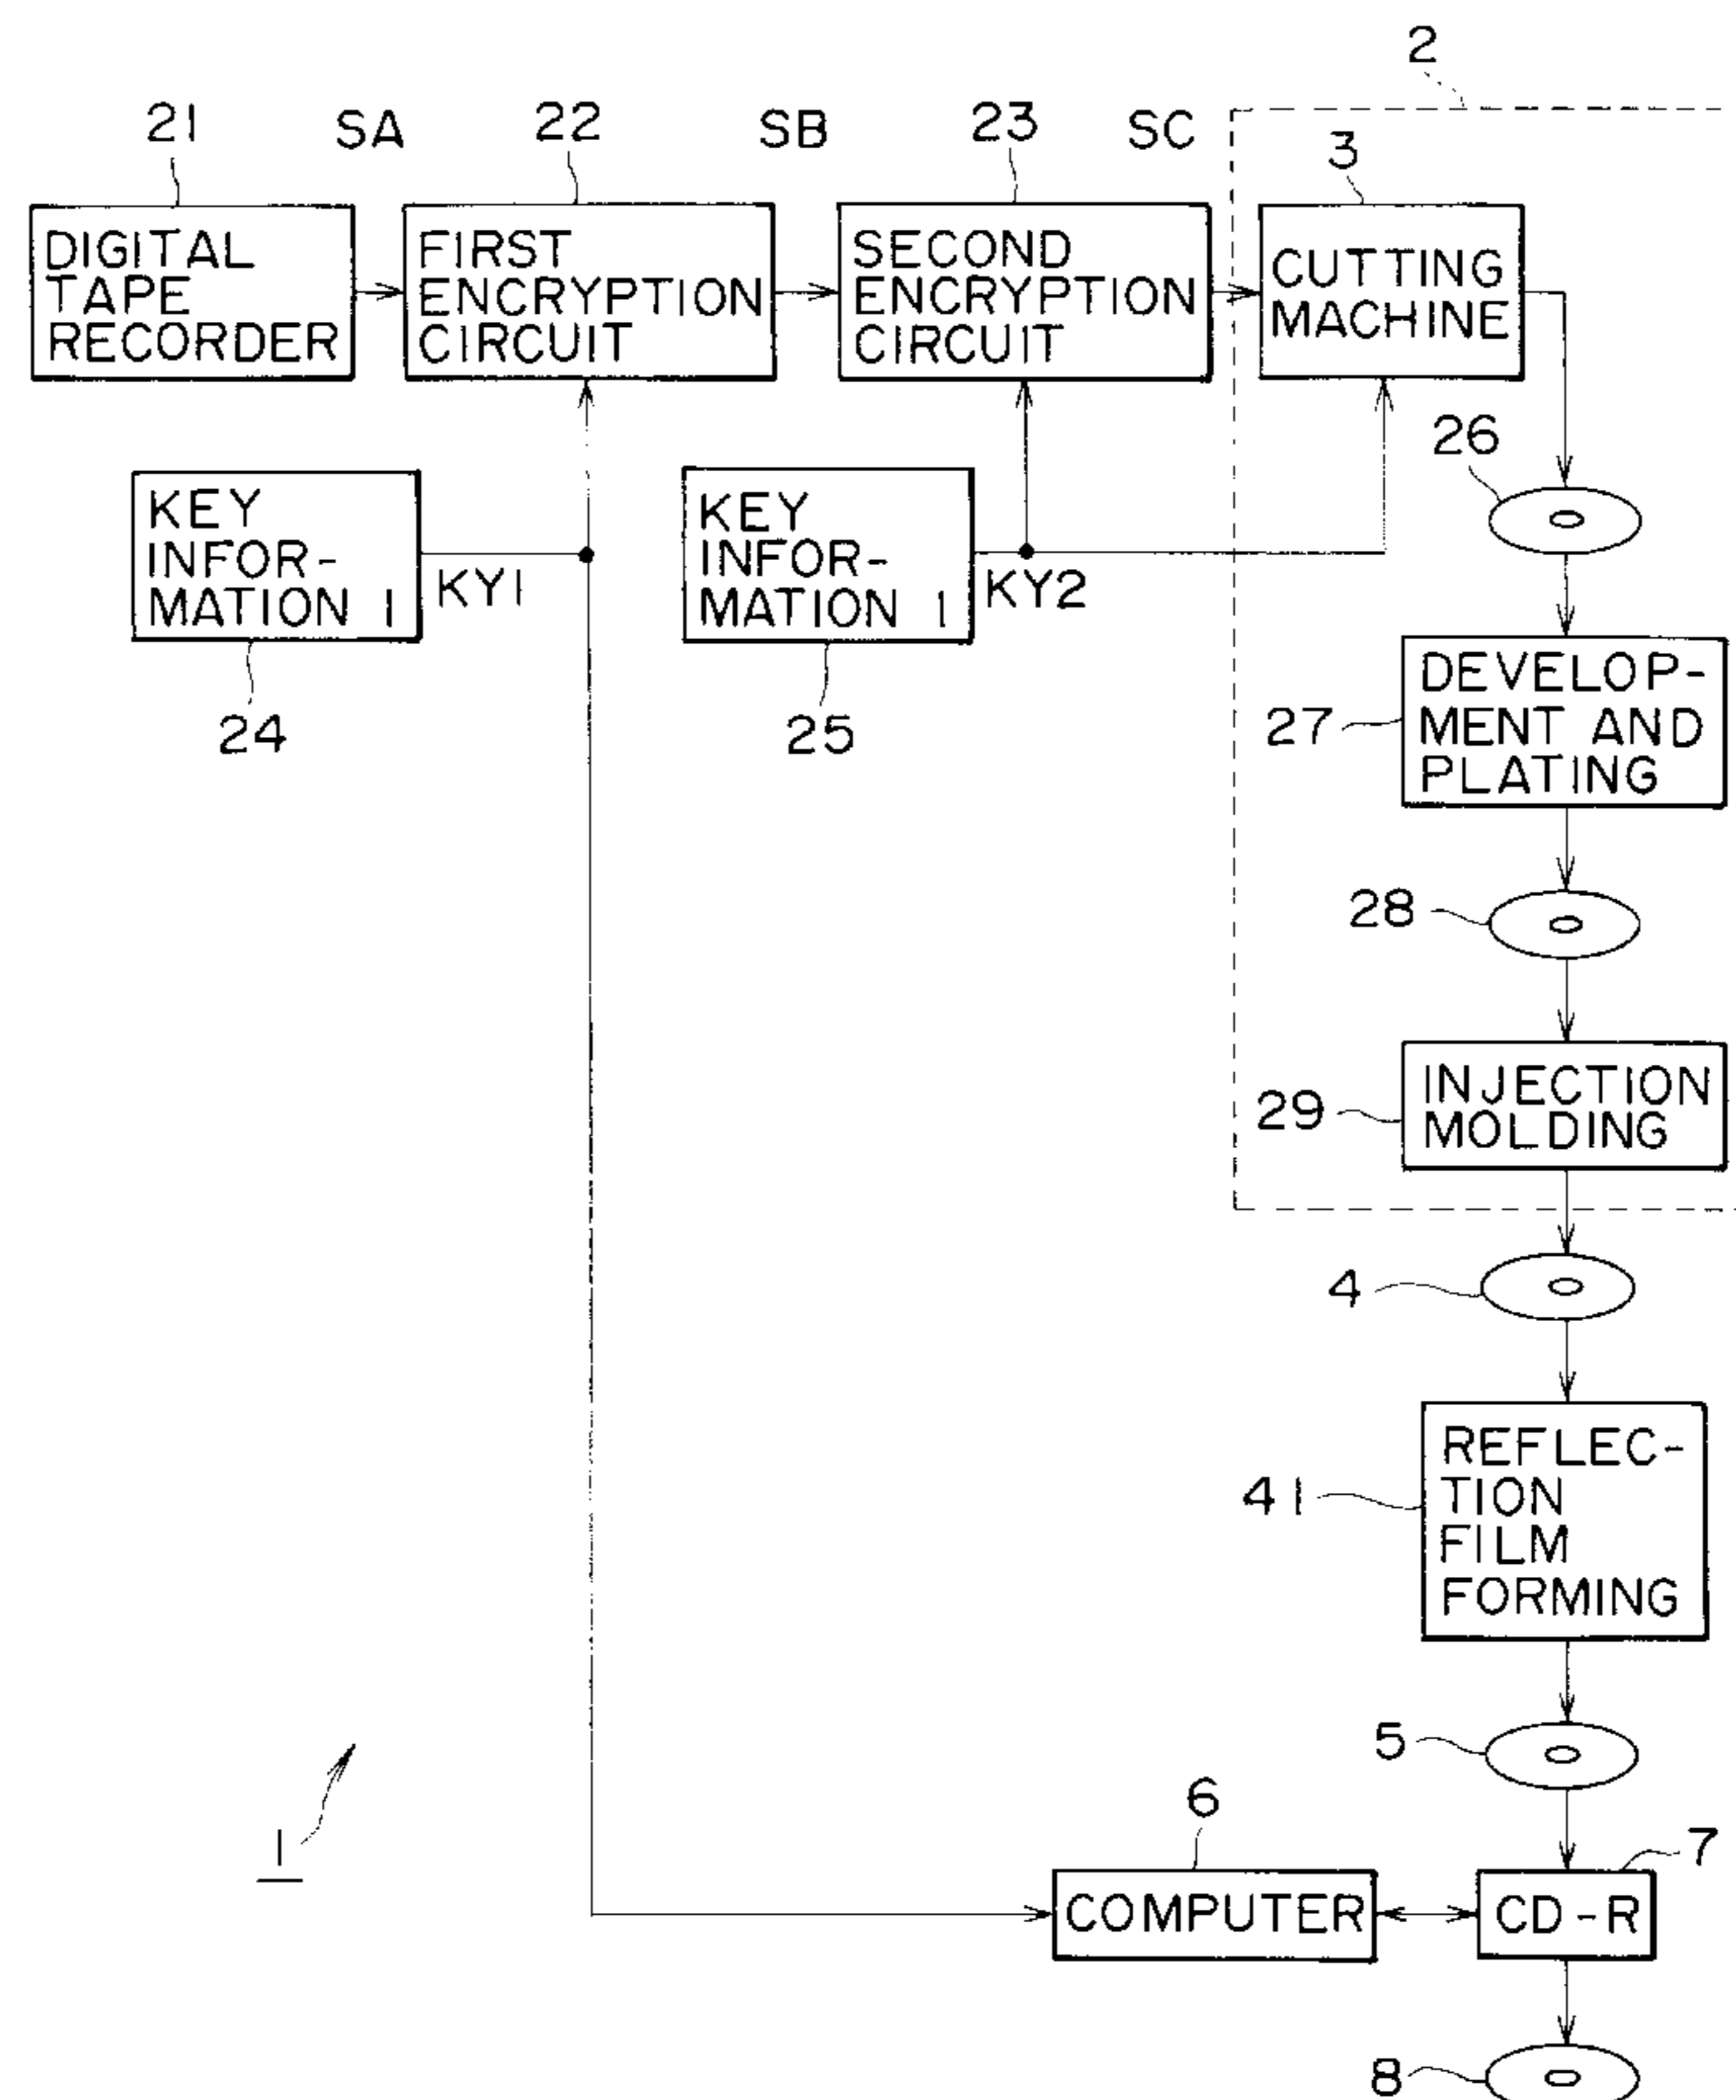 2
21
SA
22
SB
23
SC
3
DIGITAL
TAPE
RECORDER
FIRST
ENCRYPTION
CIRCUIT
SECOND
ENCRYPTION
CIRCUIT
CUTTING
MACHINE
26
KEY
INFOR-
MATION 1
KY1
KEY
INFOR-
MATION 1
KY2
24
25
27
DEVELOP-
MENT AND
PLATING
28
29
INJECTION
MOLDING
4
41
REFLEC-
TION
FILM
FORMING
5
1
6
7
COMPUTER
CD-R
8